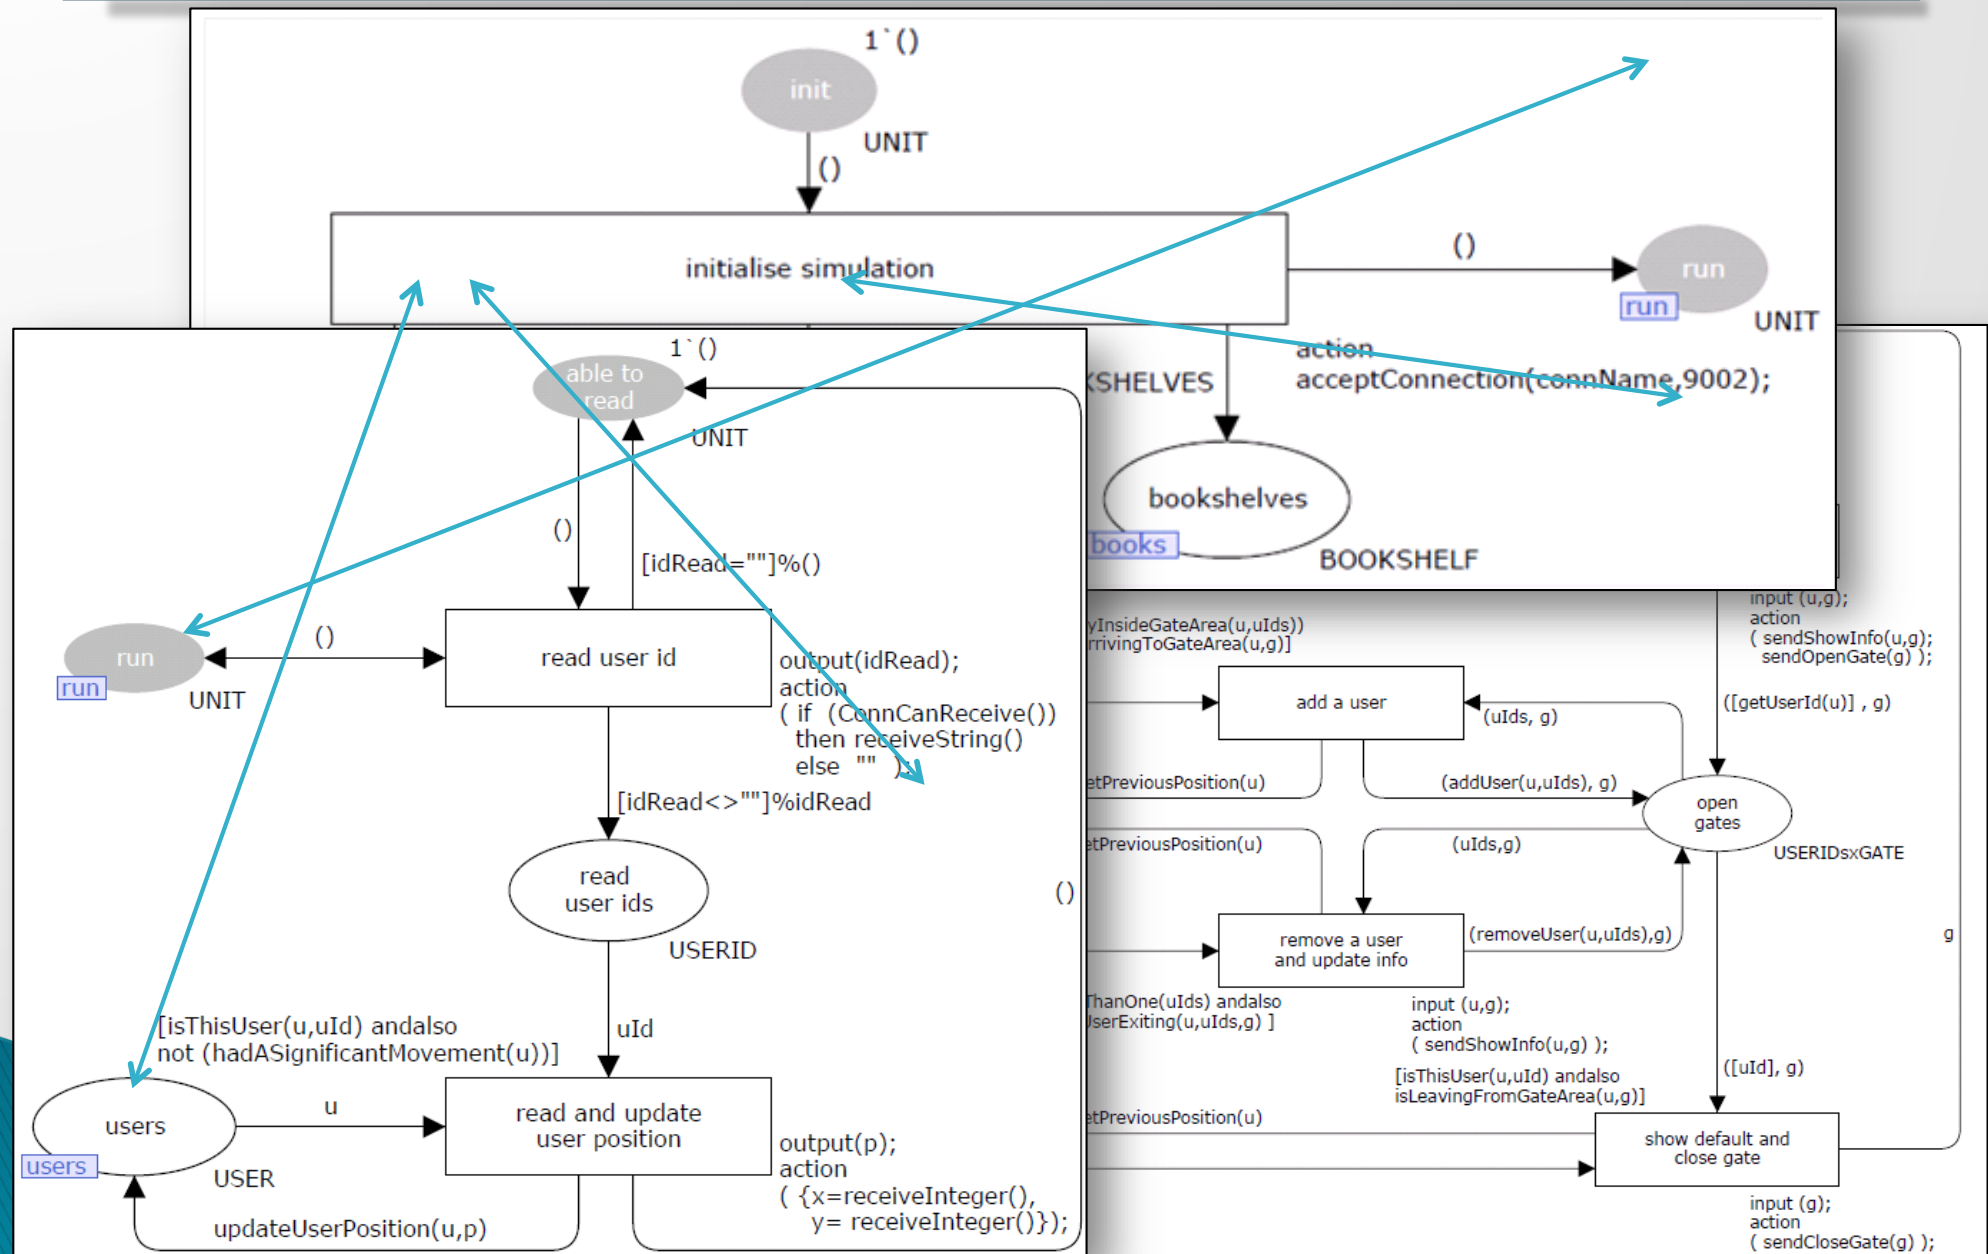 1`()
init
UNIT
()
initialise simulation
()
run
run
UNIT
action
acceptConnection(connName,9002);
KSHELVES
bookshelves
books
BOOKSHELF
1`()
able to
read
UNIT
()
[idRead=""]%()
run
run
UNIT
()
read user id
output(idRead);
action
( if (ConnCanReceive())
then receiveString()
else "" );
[idRead<>""]%idRead
read
user ids
USERID
()
[isThisUser(u,uId) andalso
not (hadASignificantMovement(u))]
uId
users
users
USER
u
read and update
user position
output(p);
action
( {x=receiveInteger(),
y= receiveInteger()});
updateUserPosition(u,p)
yInsideGateArea(u,uIds))
rrivingToGateArea(u,g)]
input (u,g);
action
( sendShowInfo(u,g);
sendOpenGate(g) );
add a user
(uIds, g)
([getUserId(u)] , g)
etPreviousPosition(u)
(addUser(u,uIds), g)
open
gates
USERIDsxGATE
etPreviousPosition(u)
(uIds,g)
remove a user
and update info
(removeUser(u,uIds),g)
g
ThanOne(uIds) andalso
UserExiting(u,uIds,g) ]
input (u,g);
action
( sendShowInfo(u,g) );
[isThisUser(u,uId) andalso
isLeavingFromGateArea(u,g)]
([uId], g)
etPreviousPosition(u)
show default and
close gate
input (g);
action
( sendCloseGate(g) );